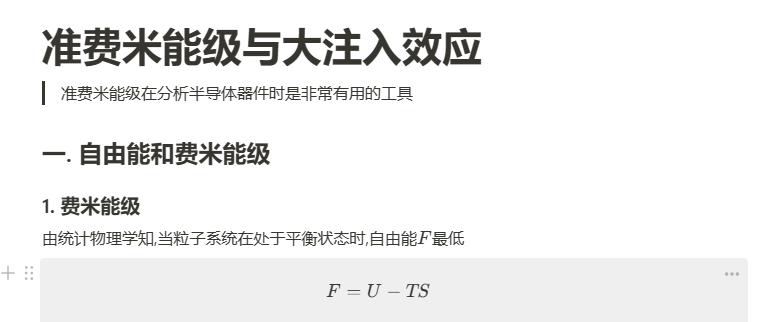 准费米能级与大注入效应
准费米能级在分析半导体器件时是非常有用的工具
一. 自由能和费米能级
1. 费米能级
由统计物理学知,当粒子系统在处于平衡状态时,自由能F最低
F = U − TS